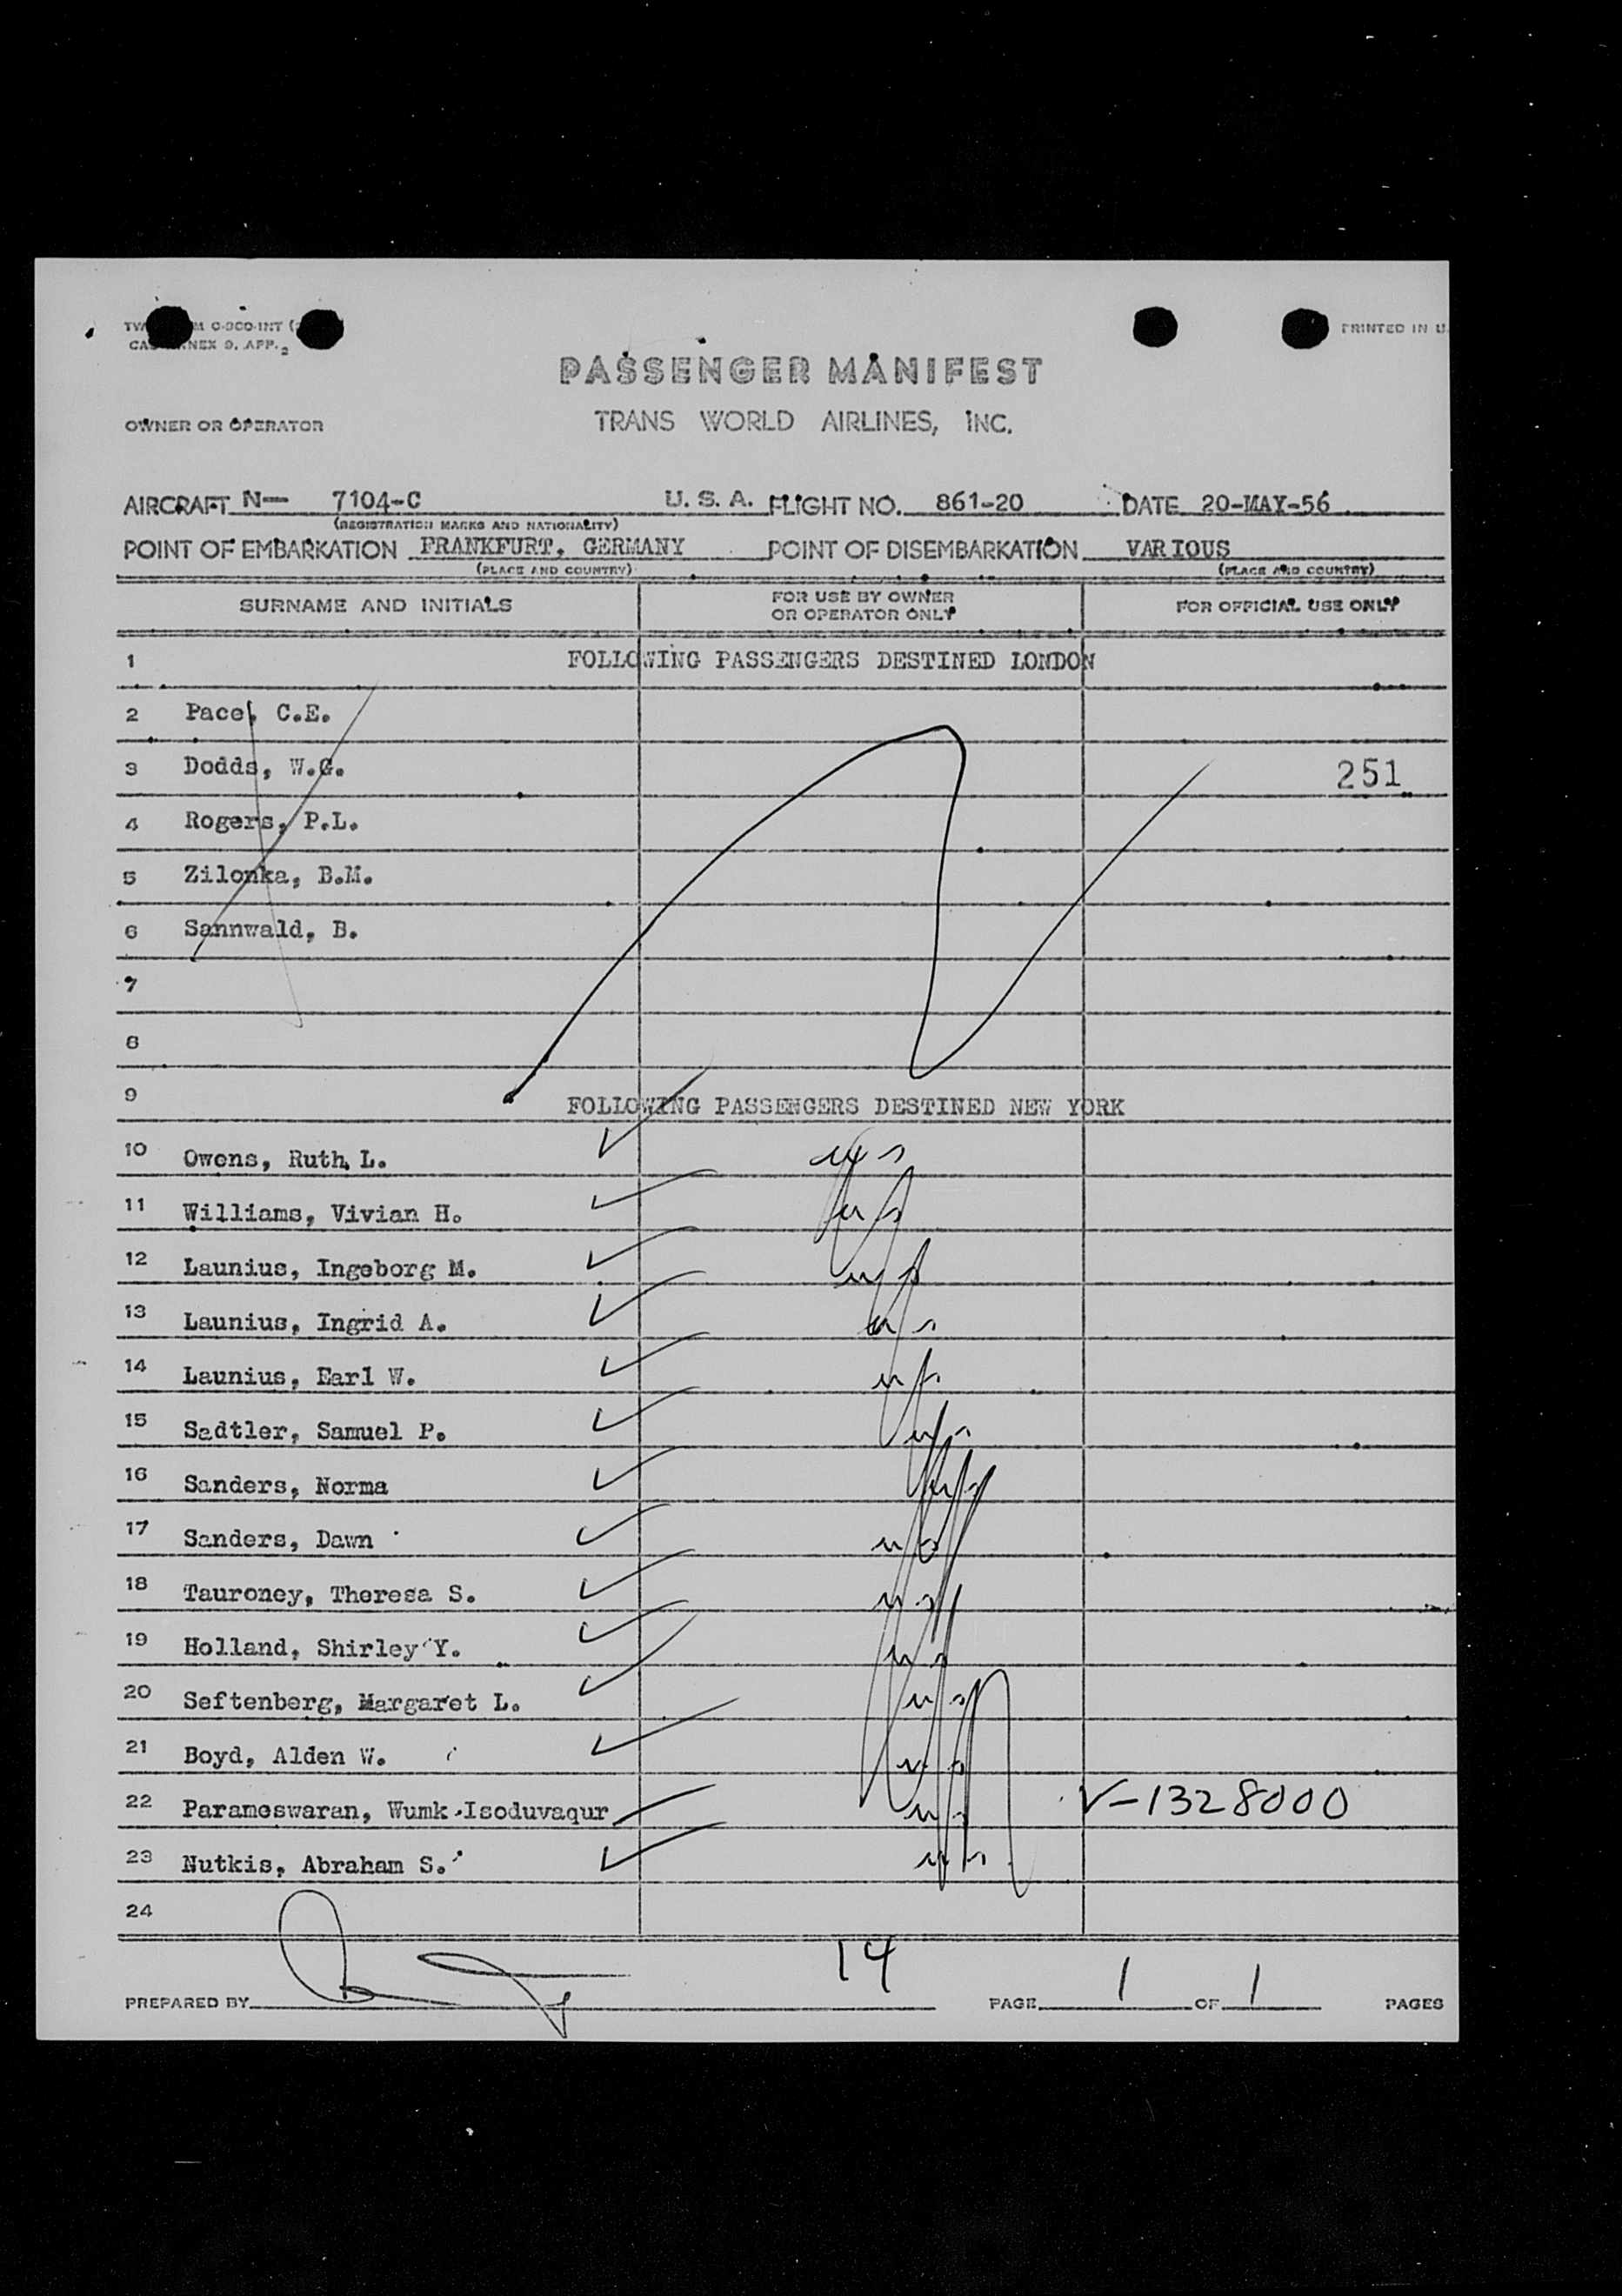 PASSENGER MANIFEST
OWNER OR OPERATOR TRANS WORLD AIRLINES, INC.
AIRCRAFT N- 7104-C U. S. A. FLIGHT NO. 861-20 DATE 20-MAY-56
(REGISTRATION MARKS AND NATIONALITY)
POINT OF EMBARKATION FRANKFURT, GERMANY POINT OF DISEMBARKATION VARIOUS
(PLACE AND COUNTRY) (PLACE AND COUNTRY)
SURNAME AND INITIALS FOR USE BY OWNER OR OPERATOR ONLY FOR OFFICIAL USE ONLY
1 FOLLOWING PASSENGERS DESTINED LONDON
2 Pace, C.E.
3 Dodds, W.G. 251
4 Rogers, P.L.
5 Zilonka, B.M.
6 Sannwald, B.
7
8
9 FOLLOWING PASSENGERS DESTINED NEW YORK
10 Owens, Ruth L.
11 Williams, Vivian H.
12 Launius, Ingeborg M.
13 Launius, Ingrid A.
14 Launius, Earl W.
15 Sadtler, Samuel P.
16 Sanders, Norma
17 Sanders, Dawn
18 Tauroney, Theresa S.
19 Holland, Shirley Y.
20 Seftenberg, Margaret L.
21 Boyd, Alden W.
22 Parameswaran, Wumk Isoduvaqur V-1328000
23 Nutkis, Abraham S.
24
14
PREPARED BY PAGE 1 OF 1 PAGES